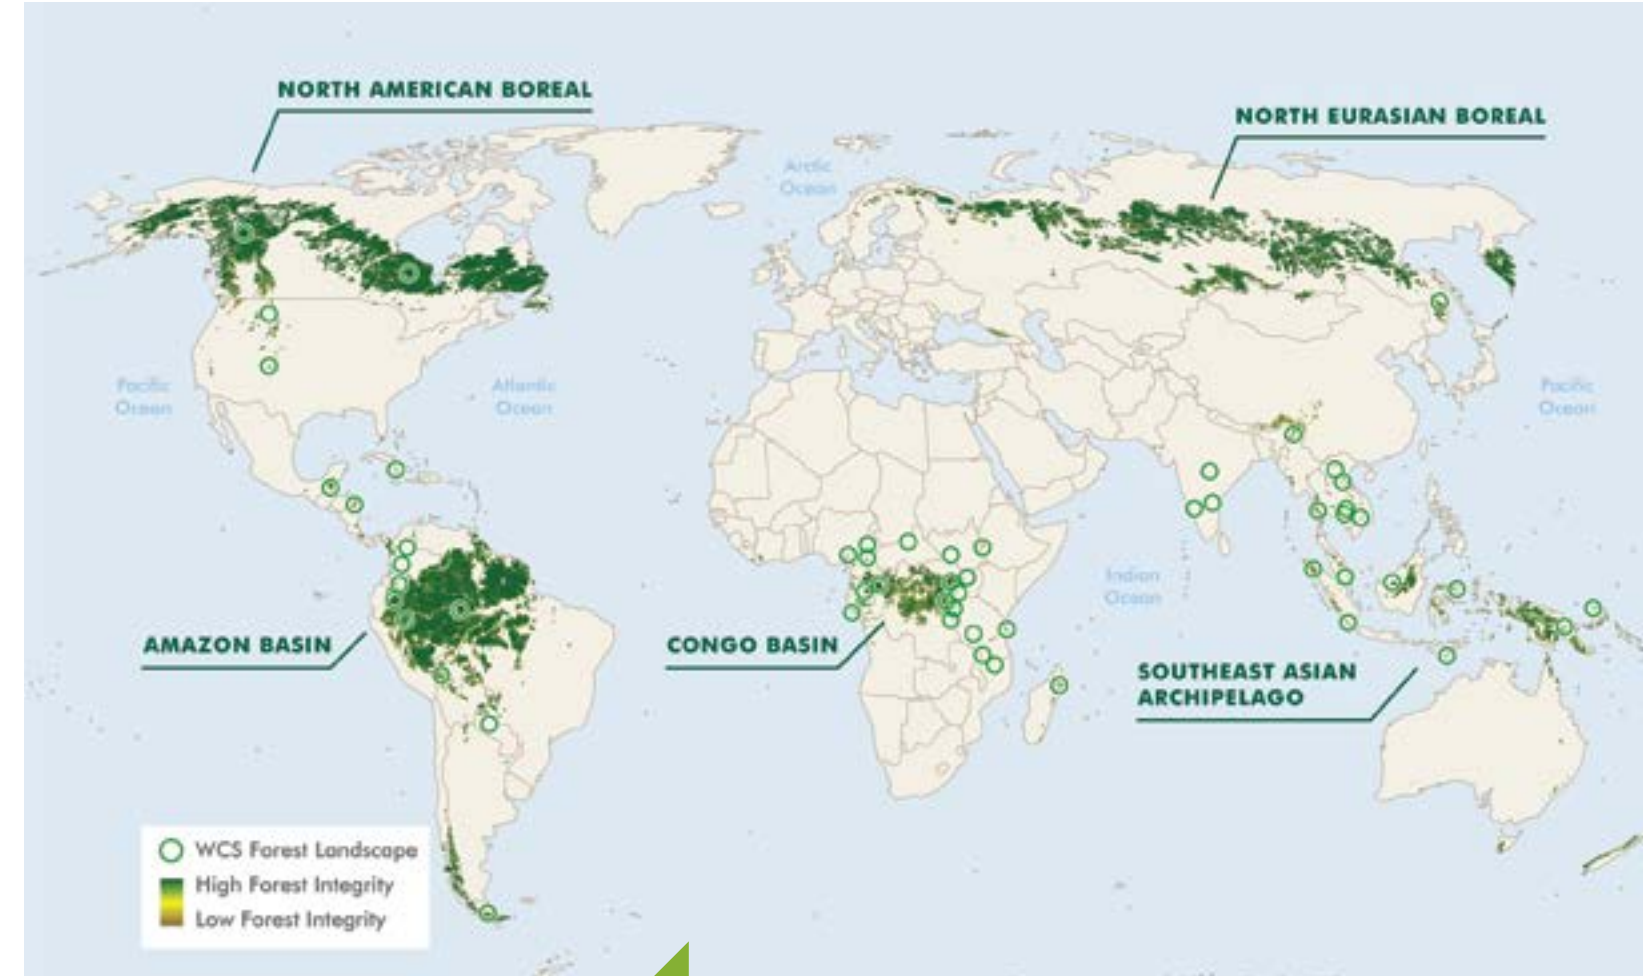 NORTH AMERICAN BOREAL
NORTH EURASIAN BOREAL
Arctic
Ocean
Pacific
Ocean
Atlantic
Ocean
Pacific
Ocean
Indian
Ocean
AMAZON BASIN
CONGO BASIN
SOUTHEAST ASIAN
ARCHIPELAGO
WCS Forest Landscape
High Forest Integrity
Low Forest Integrity